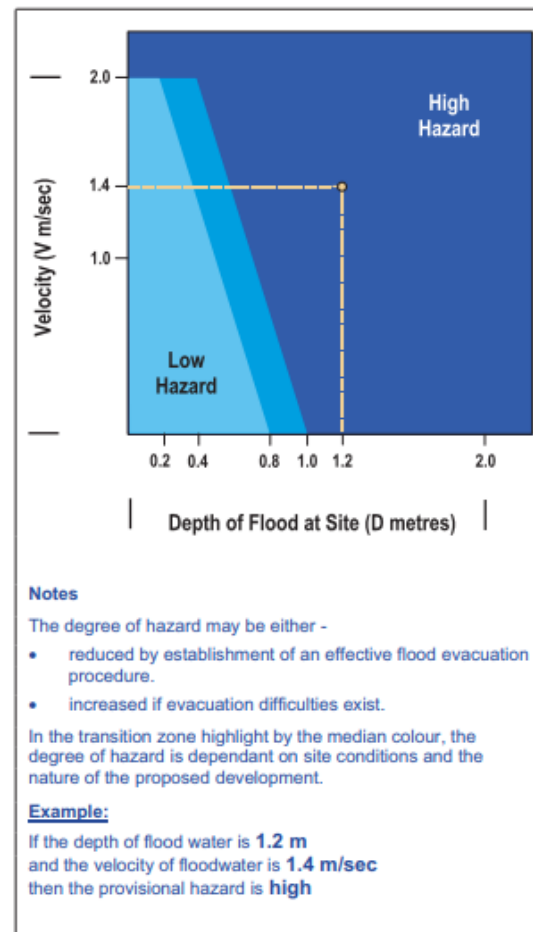 2.0
High
Hazard
1.4
Velocity (V m/sec)
1.0
Low
Hazard
0.2 0.4 0.8 1.0 1.2 2.0
Depth of Flood at Site (D metres)
Notes
The degree of hazard may be either -
• reduced by establishment of an effective flood evacuation
procedure.
• increased if evacuation difficulties exist.
In the transition zone highlight by the median colour, the
degree of hazard is dependant on site conditions and the
nature of the proposed development.
Example:
If the depth of flood water is 1.2 m
and the velocity of floodwater is 1.4 m/sec
then the provisional hazard is high